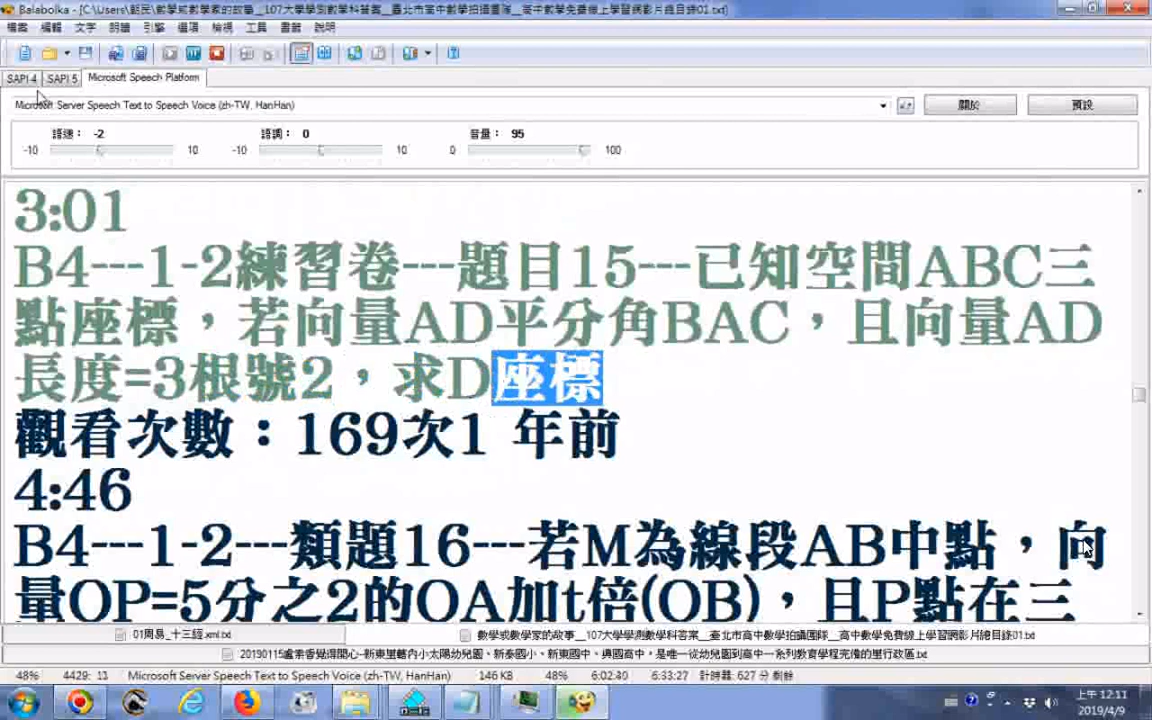 Balabolka - [C:\Users\甄民\數學或數學家的故事__107大學學測數學科答案__臺北市高中數學拍攝團隊__高中數學免費線上學習網影片總目錄01.txt]
檔案 編輯 文字 朗讀 引擎 選項 檢視 工具 書籤 說明
SAPI 4 SAPI 5 Microsoft Speech Platform
Microsoft Server Speech Text to Speech Voice (zh-TW, HanHan) 關於 預設
語速： -2 語調： 0 音量： 95
-10 10 -10 10 0 100
3:01
B4---1-2練習卷---題目15---已知空間ABC三
點座標，若向量AD平分角BAC，且向量AD
長度=3根號2，求D座標
觀看次數：169次1 年前
4:46
B4---1-2---類題16---若M為線段AB中點，向
量OP=5分之2的OA加t倍(OB)，且P點在三
01周易_十三經.xml.txt 數學或數學家的故事__107大學學測數學科答案__臺北市高中數學拍攝團隊__高中數學免費線上學習網影片總目錄01.txt
20190115盧素香覺得開心-新東里轄內小太陽幼兒園、新泰國小、新東國中、興國高中，是唯一從幼兒園到高中一系列教育學程完備的里行政區.txt
48% 4429: 11 Microsoft Server Speech Text to Speech Voice (zh-TW, HanHan) 146 KB 48% 6:02:30 6:33:27 計時器: 627 分 剩餘
上午 12:11
2019/4/9